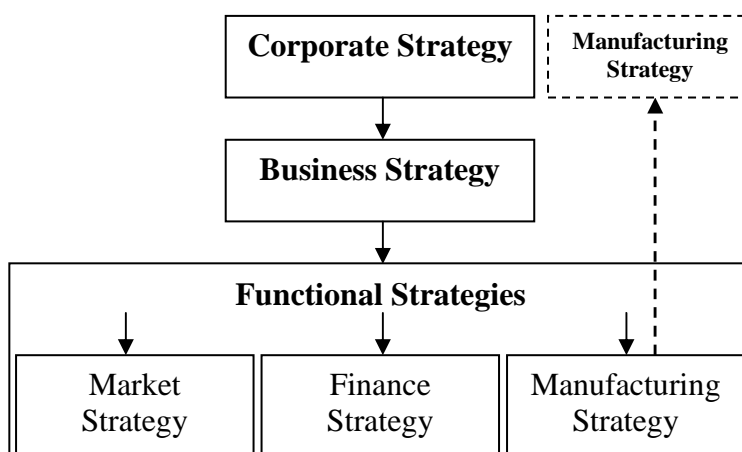 Corporate Strategy
Manufacturing
Strategy
Business Strategy
Functional Strategies
Market
Strategy
Finance
Strategy
Manufacturing
Strategy